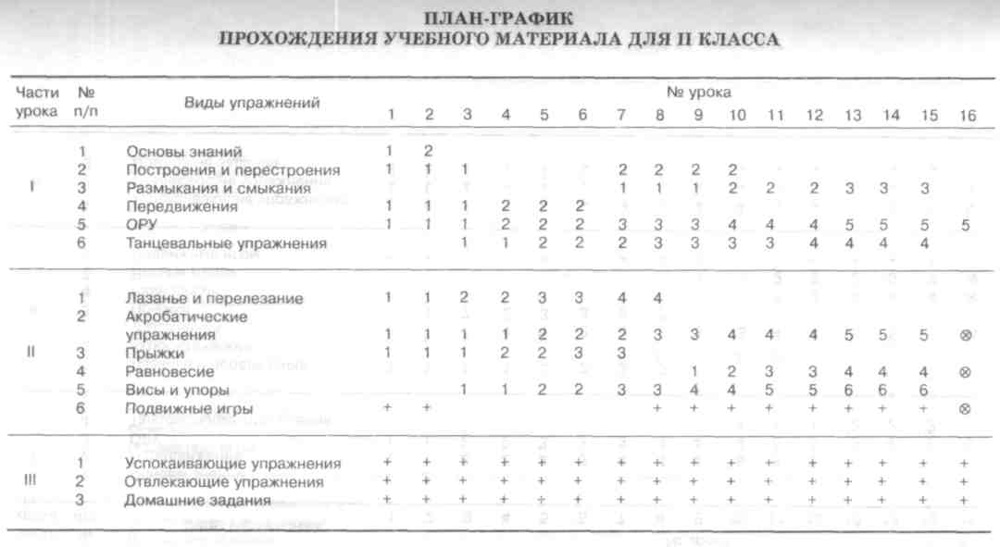 ПЛАН-ГРАФИК
ПРОХОЖДЕНИЯ УЧЕБНОГО МАТЕРИАЛА ДЛЯ II КЛАССА
Части урока № п/п Виды упражнений № урока
1 2 3 4 5 6 7 8 9 10 11 12 13 14 15 16
1 Основы знаний 1 2
2 Построения и перестроения 1 1 1 2 2 2 2
I 3 Размыкания и смыкания 1 1 1 2 2 2 3 3 3
4 Передвижения 1 1 1 2 2 2
5 ОРУ 1 1 1 2 2 2 3 3 3 4 4 4 5 5 5 5
6 Танцевальные упражнения 1 1 2 2 2 3 3 3 3 4 4 4 4
1 Лазанье и перелезание 1 1 2 2 3 3 4 4
2 Акробатические
упражнения 1 1 1 1 2 2 2 3 3 4 4 4 5 5 5 ⊗
II 3 Прыжки 1 1 1 2 2 3 3
4 Равновесие 1 2 3 3 4 4 4 ⊗
5 Висы и упоры 1 1 2 2 3 3 4 4 5 5 6 6 6
6 Подвижные игры + + + + + + + + + + ⊗
1 Успокаивающие упражнения + + + + + + + + + + + + + + + +
III 2 Отвлекающие упражнения + + + + + + + + + + + + + + + +
3 Домашние задания + + + + + + + + + + + + + + + +